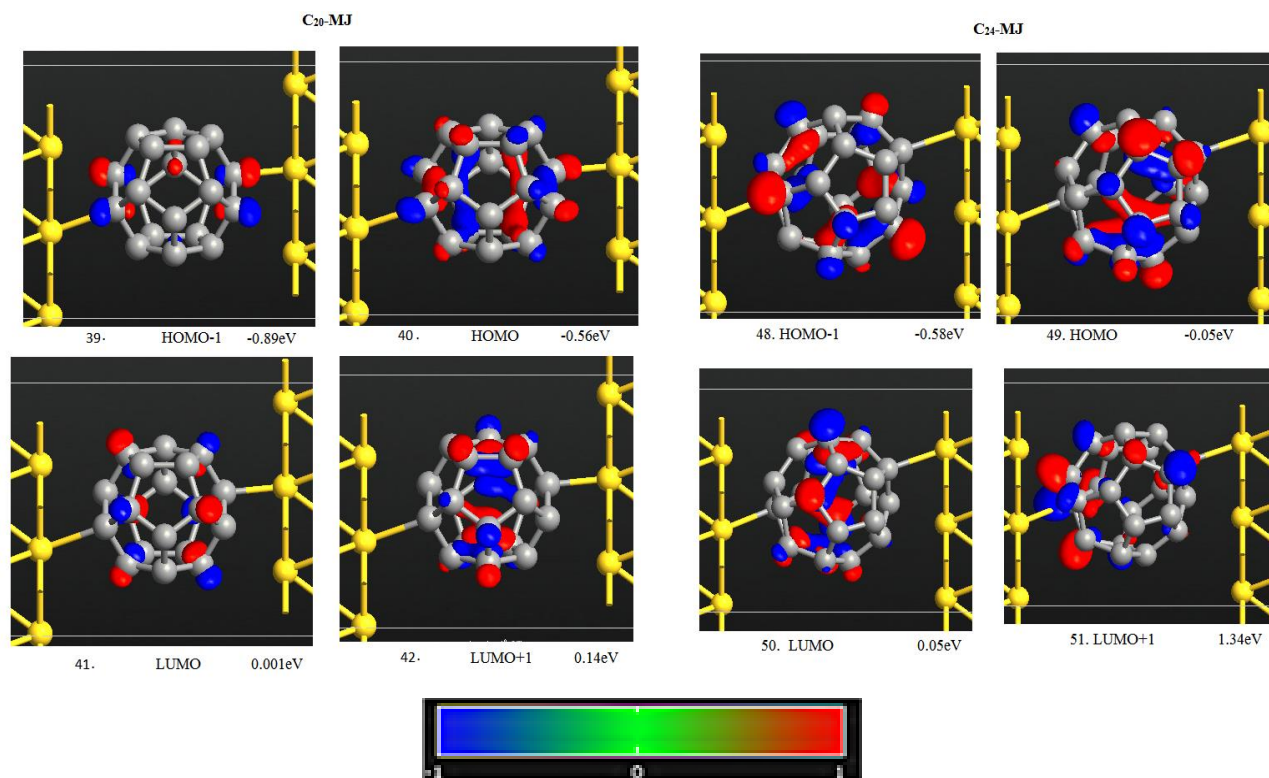 C₂₀-MJ
C₂₄-MJ
39. HOMO-1 -0.89eV
40. HOMO -0.56eV
48. HOMO-1 -0.58eV
49. HOMO -0.05eV
41. LUMO 0.001eV
42. LUMO+1 0.14eV
50. LUMO 0.05eV
51. LUMO+1 1.34eV
-1 0 1